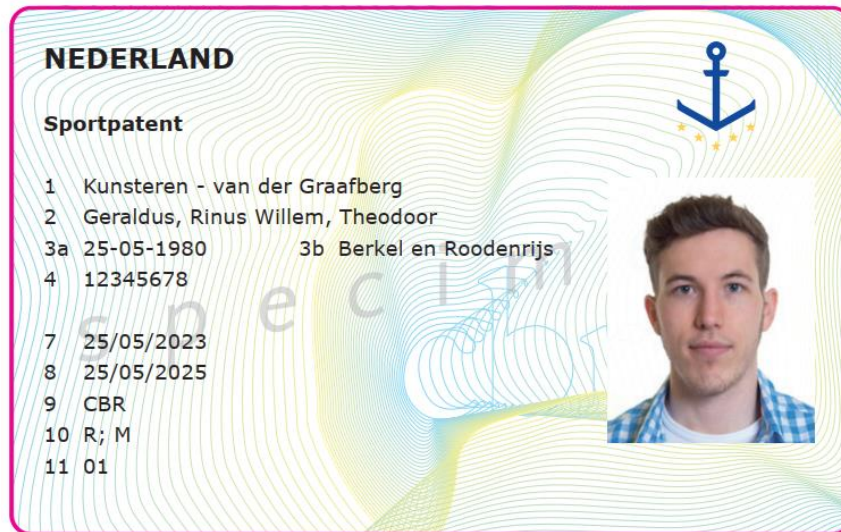 NEDERLAND
Sportpatent
1 Kunsteren - van der Graafberg
2 Geraldus, Rinus Willem, Theodoor
3a 25-05-1980 3b Berkel en Roodenrijs
4 12345678
specim
7 25/05/2023
8 25/05/2025
9 CBR
10 R; M
11 01